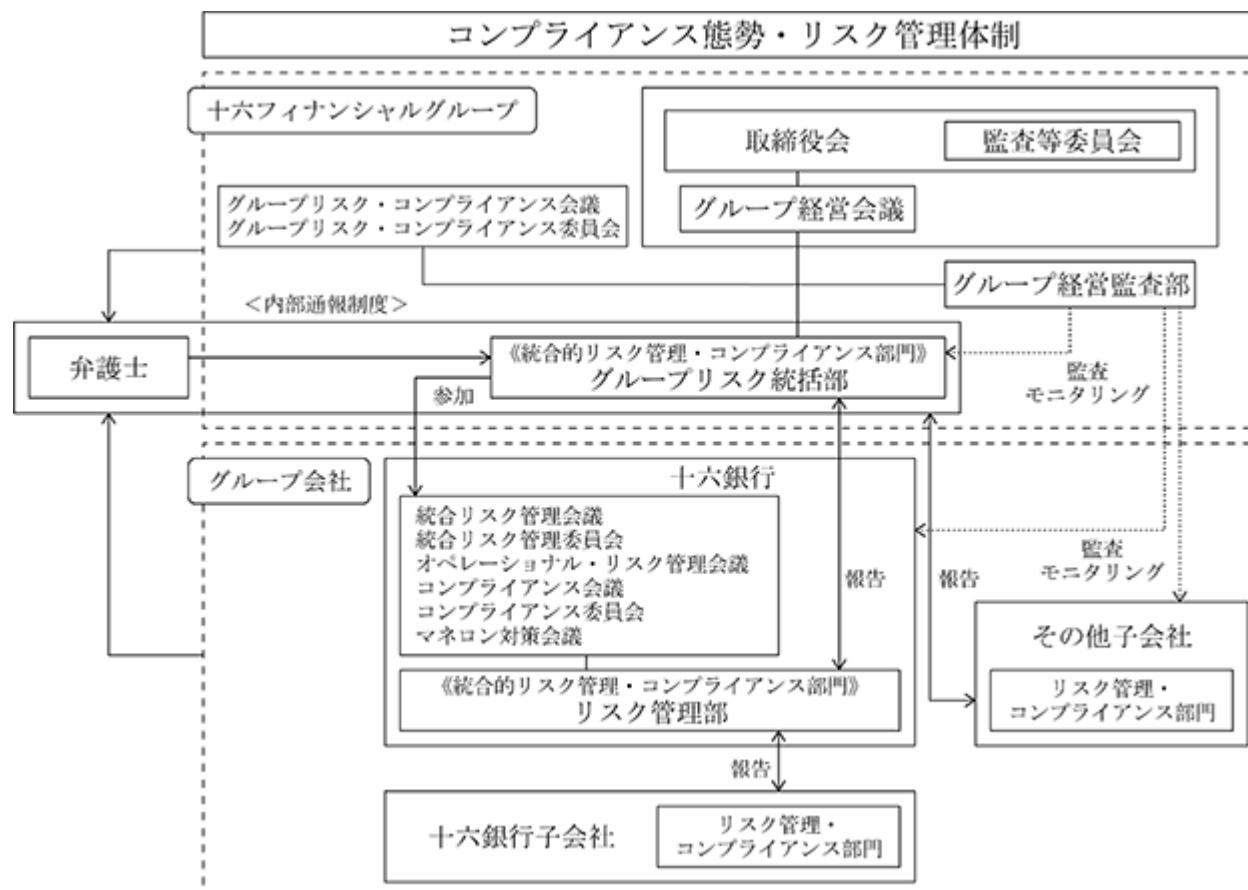 コンプライアンス態勢・リスク管理体制
十六フィナンシャルグループ
取締役会
監査等委員会
グループリスク・コンプライアンス会議
グループリスク・コンプライアンス委員会
グループ経営会議
グループ経営監査部
<内部通報制度>
弁護士
《統合的リスク管理・コンプライアンス部門》
グループリスク統括部
参加
監査
モニタリング
グループ会社
十六銀行
統合リスク管理会議
統合リスク管理委員会
オペレーショナル・リスク管理会議
コンプライアンス会議
コンプライアンス委員会
マネロン対策会議
報告
報告
監査
モニタリング
その他子会社
リスク管理・
コンプライアンス部門
《統合的リスク管理・コンプライアンス部門》
リスク管理部
報告
十六銀行子会社
リスク管理・
コンプライアンス部門